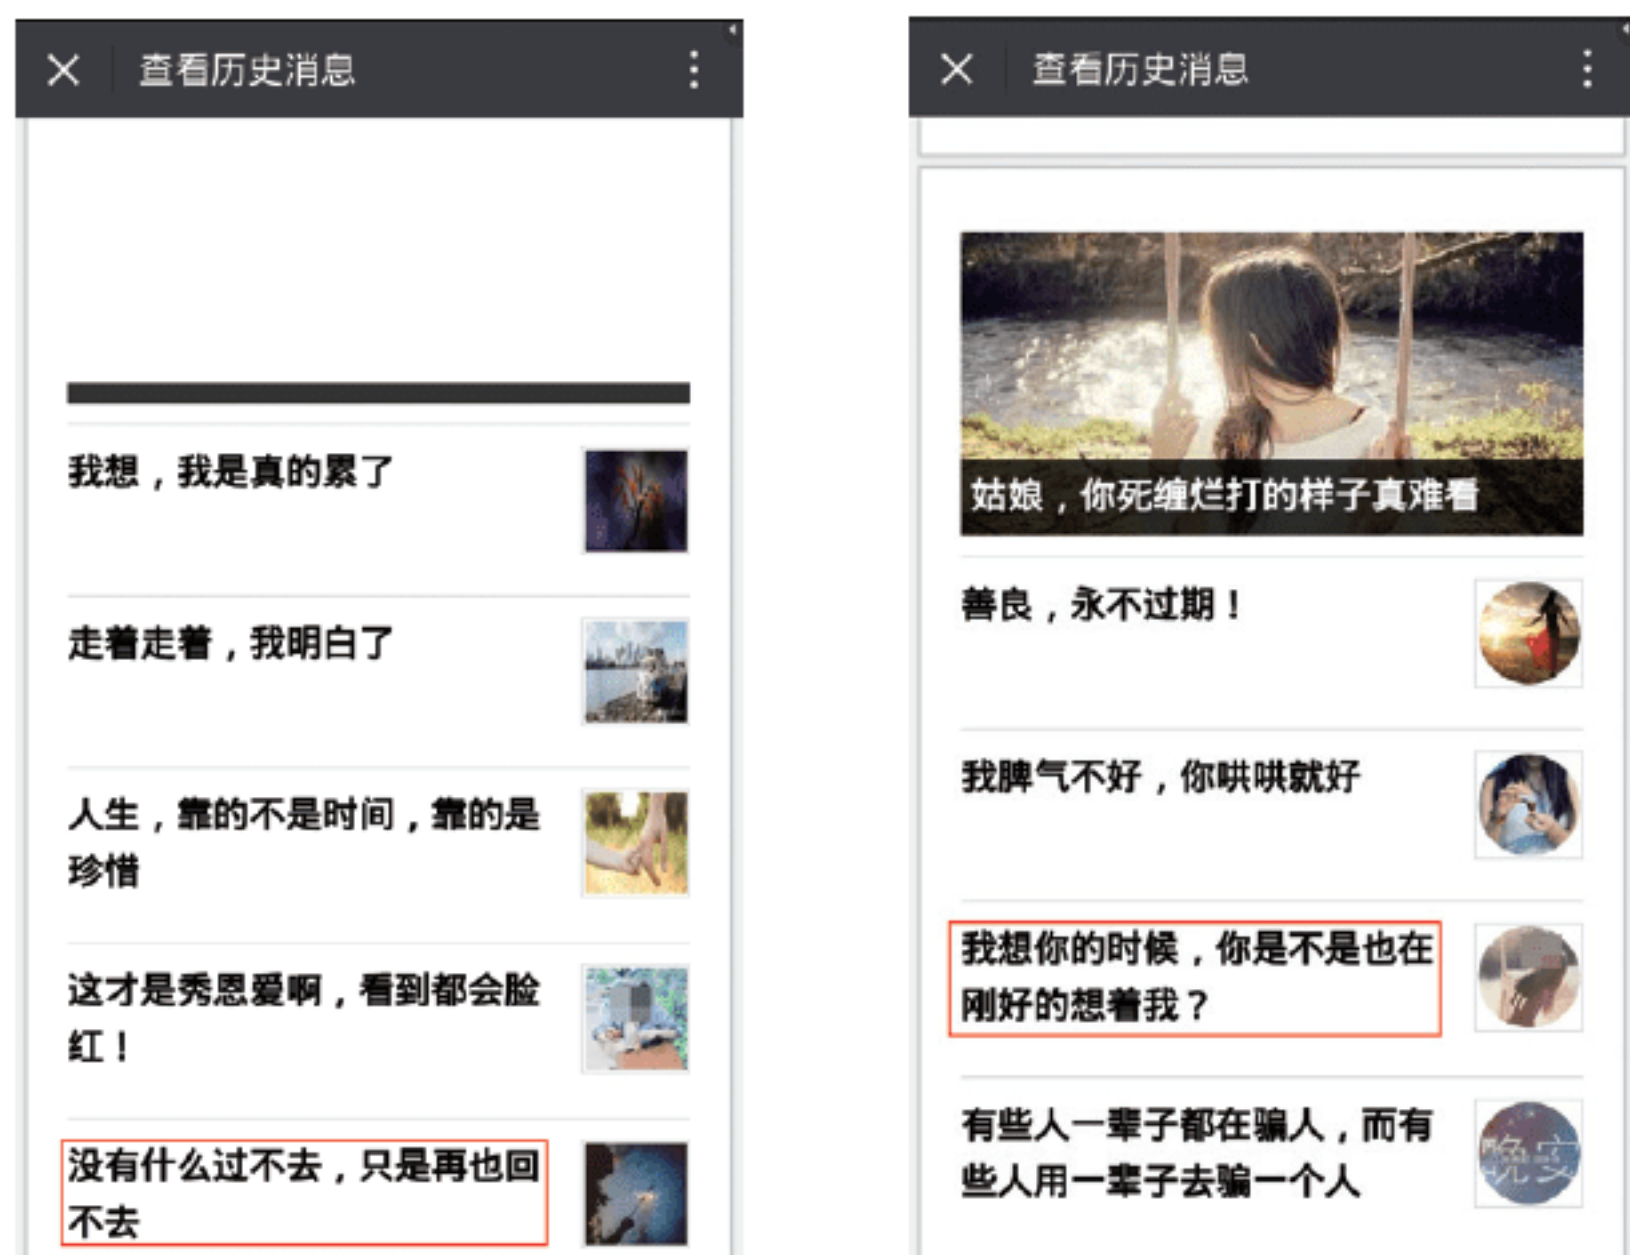 查看历史消息
我想，我是真的累了
走着走着，我明白了
人生，靠的不是时间，靠的是
珍惜
这才是秀恩爱啊，看到都会脸
红！
没有什么过不去，只是再也回
不去
查看历史消息
姑娘，你死缠烂打的样子真难看
善良，永不过期！
我脾气不好，你哄哄就好
我想你的时候，你是不是也在
刚好的想着我？
有些人一辈子都在骗人，而有
些人用一辈子去骗一个人
晚安